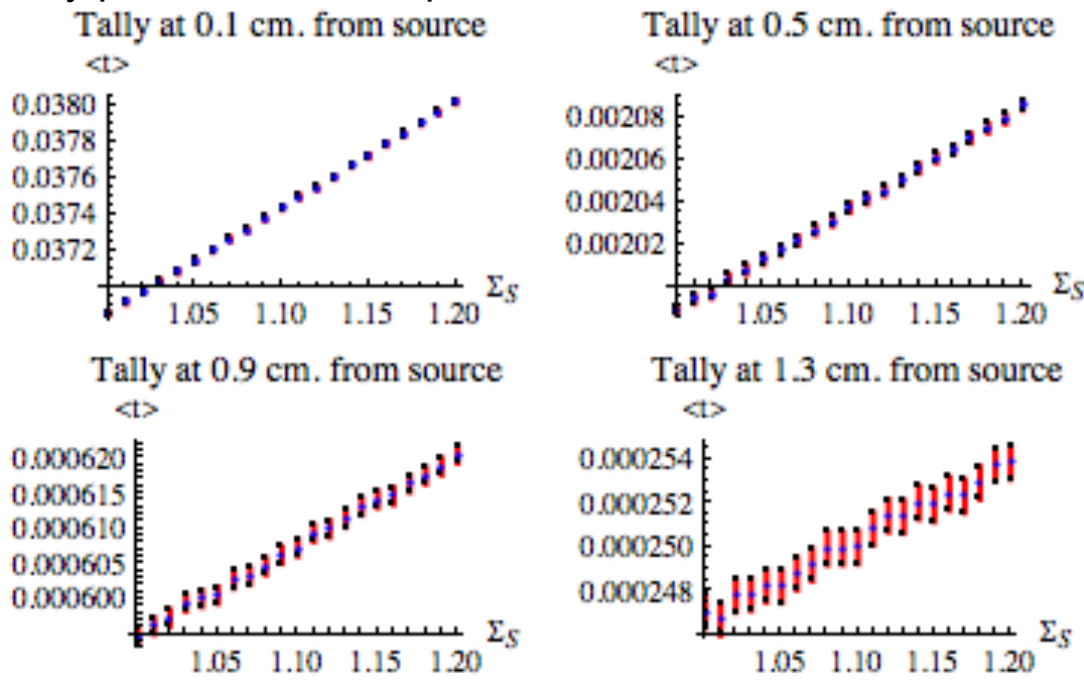 Tally at 0.1 cm. from source
<t>
0.0380
0.0378
0.0376
0.0374
0.0372
1.05 1.10 1.15 1.20
Σ_S
Tally at 0.5 cm. from source
<t>
0.00208
0.00206
0.00204
0.00202
1.05 1.10 1.15 1.20
Σ_S
Tally at 0.9 cm. from source
<t>
0.000620
0.000615
0.000610
0.000605
0.000600
1.05 1.10 1.15 1.20
Σ_S
Tally at 1.3 cm. from source
<t>
0.000254
0.000252
0.000250
0.000248
1.05 1.10 1.15 1.20
Σ_S